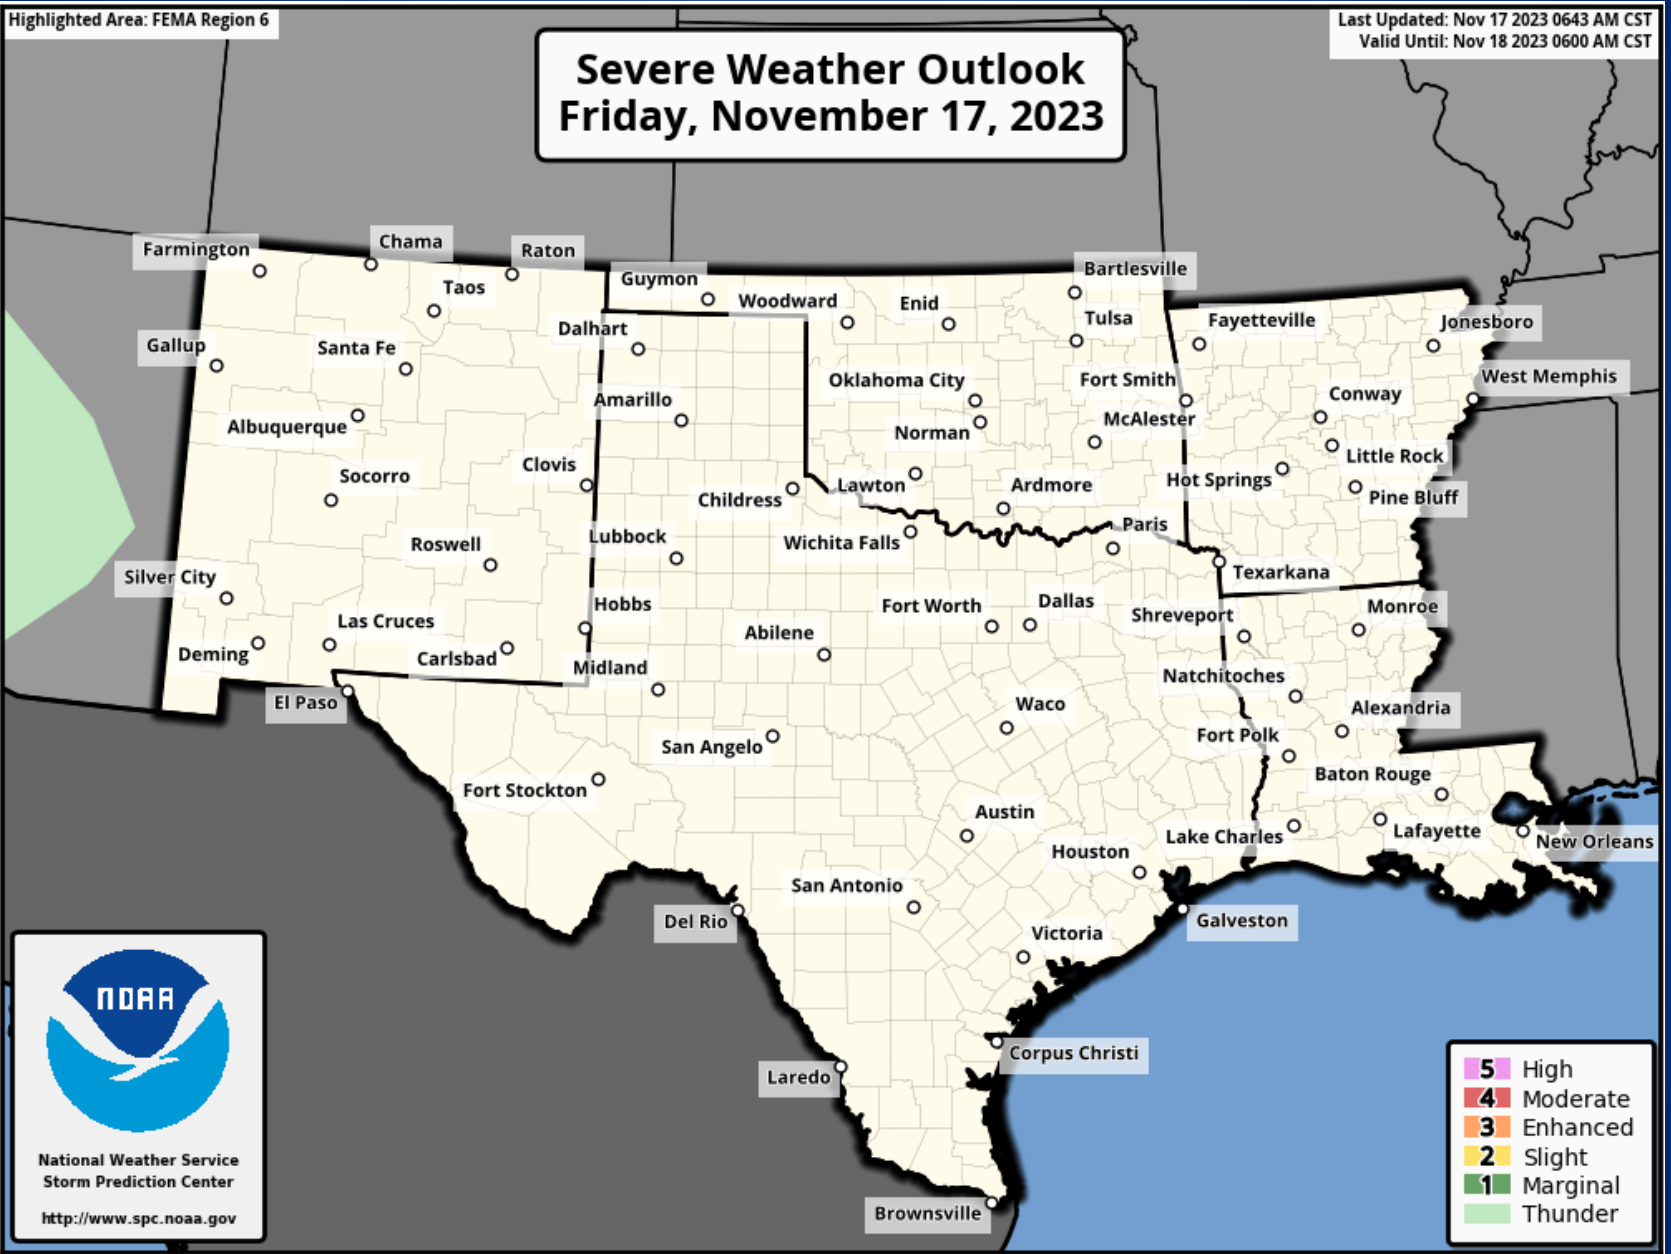 Highlighted Area: FEMA Region 6
Last Updated: Nov 17 2023 0643 AM CST
Valid Until: Nov 18 2023 0600 AM CST
Severe Weather Outlook
Friday, November 17, 2023
Farmington
Chama
Raton
Taos
Guymon
Woodward
Enid
Bartlesville
Tulsa
Fayetteville
Jonesboro
Gallup
Santa Fe
Dalhart
Oklahoma City
Fort Smith
West Memphis
Amarillo
Conway
Albuquerque
Norman
McAlester
Little Rock
Socorro
Clovis
Childress
Lawton
Ardmore
Hot Springs
Pine Bluff
Roswell
Lubbock
Wichita Falls
Paris
Silver City
Texarkana
Las Cruces
Hobbs
Fort Worth
Dallas
Shreveport
Monroe
Deming
Carlsbad
Midland
Abilene
Natchitoches
El Paso
Waco
Alexandria
San Angelo
Fort Polk
Fort Stockton
Baton Rouge
Austin
Lake Charles
Lafayette
New Orleans
Houston
San Antonio
Del Rio
Victoria
Galveston
Corpus Christi
Laredo
Brownsville
NOAA
National Weather Service
Storm Prediction Center
http://www.spc.noaa.gov
5 High
4 Moderate
3 Enhanced
2 Slight
1 Marginal
Thunder